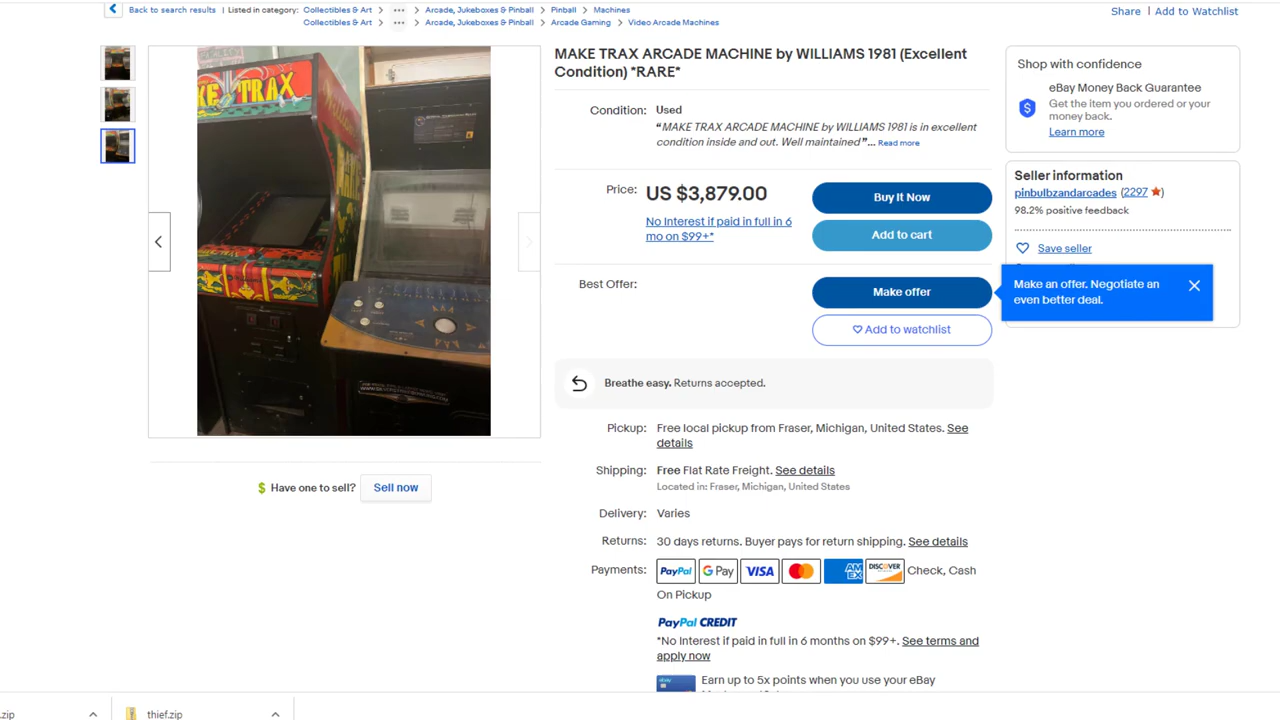 Back to search results | Listed in category: Collectibles & Art > ••• > Arcade, Jukeboxes & Pinball > Pinball > Machines
Collectibles & Art > ••• > Arcade, Jukeboxes & Pinball > Arcade Gaming > Video Arcade Machines
Share | Add to Watchlist
KE TRAX
MAKE TRAX ARCADE MACHINE by WILLIAMS 1981 (Excellent
Condition) *RARE*
Condition: Used
“MAKE TRAX ARCADE MACHINE by WILLIAMS 1981 is in excellent
condition inside and out. Well maintained”... Read more
Price: US $3,879.00
No Interest if paid in full in 6
mo on $99+*
Buy It Now
Add to cart
Best Offer:
Make offer
Add to watchlist
Breathe easy. Returns accepted.
Pickup: Free local pickup from Fraser, Michigan, United States. See
details
Shipping: Free Flat Rate Freight. See details
Located in: Fraser, Michigan, United States
Delivery: Varies
Returns: 30 days returns. Buyer pays for return shipping. See details
Payments: PayPal G Pay VISA AM EX DISCOVER Check, Cash
On Pickup
PayPal CREDIT
*No Interest if paid in full in 6 months on $99+. See terms and
apply now
Earn up to 5x points when you use your eBay
Shop with confidence
eBay Money Back Guarantee
Get the item you ordered or your
money back.
Learn more
Seller information
pinbulbzandarcades (2297)
98.2% positive feedback
Save seller
Make an offer. Negotiate an
even better deal.
$ Have one to sell? Sell now
.zip
thief.zip